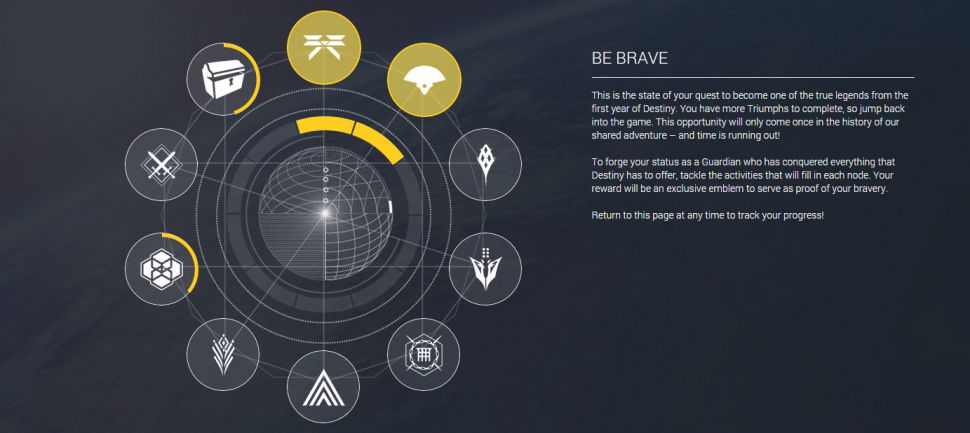 BE BRAVE
This is the state of your quest to become one of the true legends from the
first year of Destiny. You have more Triumphs to complete, so jump back
into the game. This opportunity will only come once in the history of our
shared adventure – and time is running out!
To forge your status as a Guardian who has conquered everything that
Destiny has to offer, tackle the activities that will fill in each node. Your
reward will be an exclusive emblem to serve as proof of your bravery.
Return to this page at any time to track your progress!